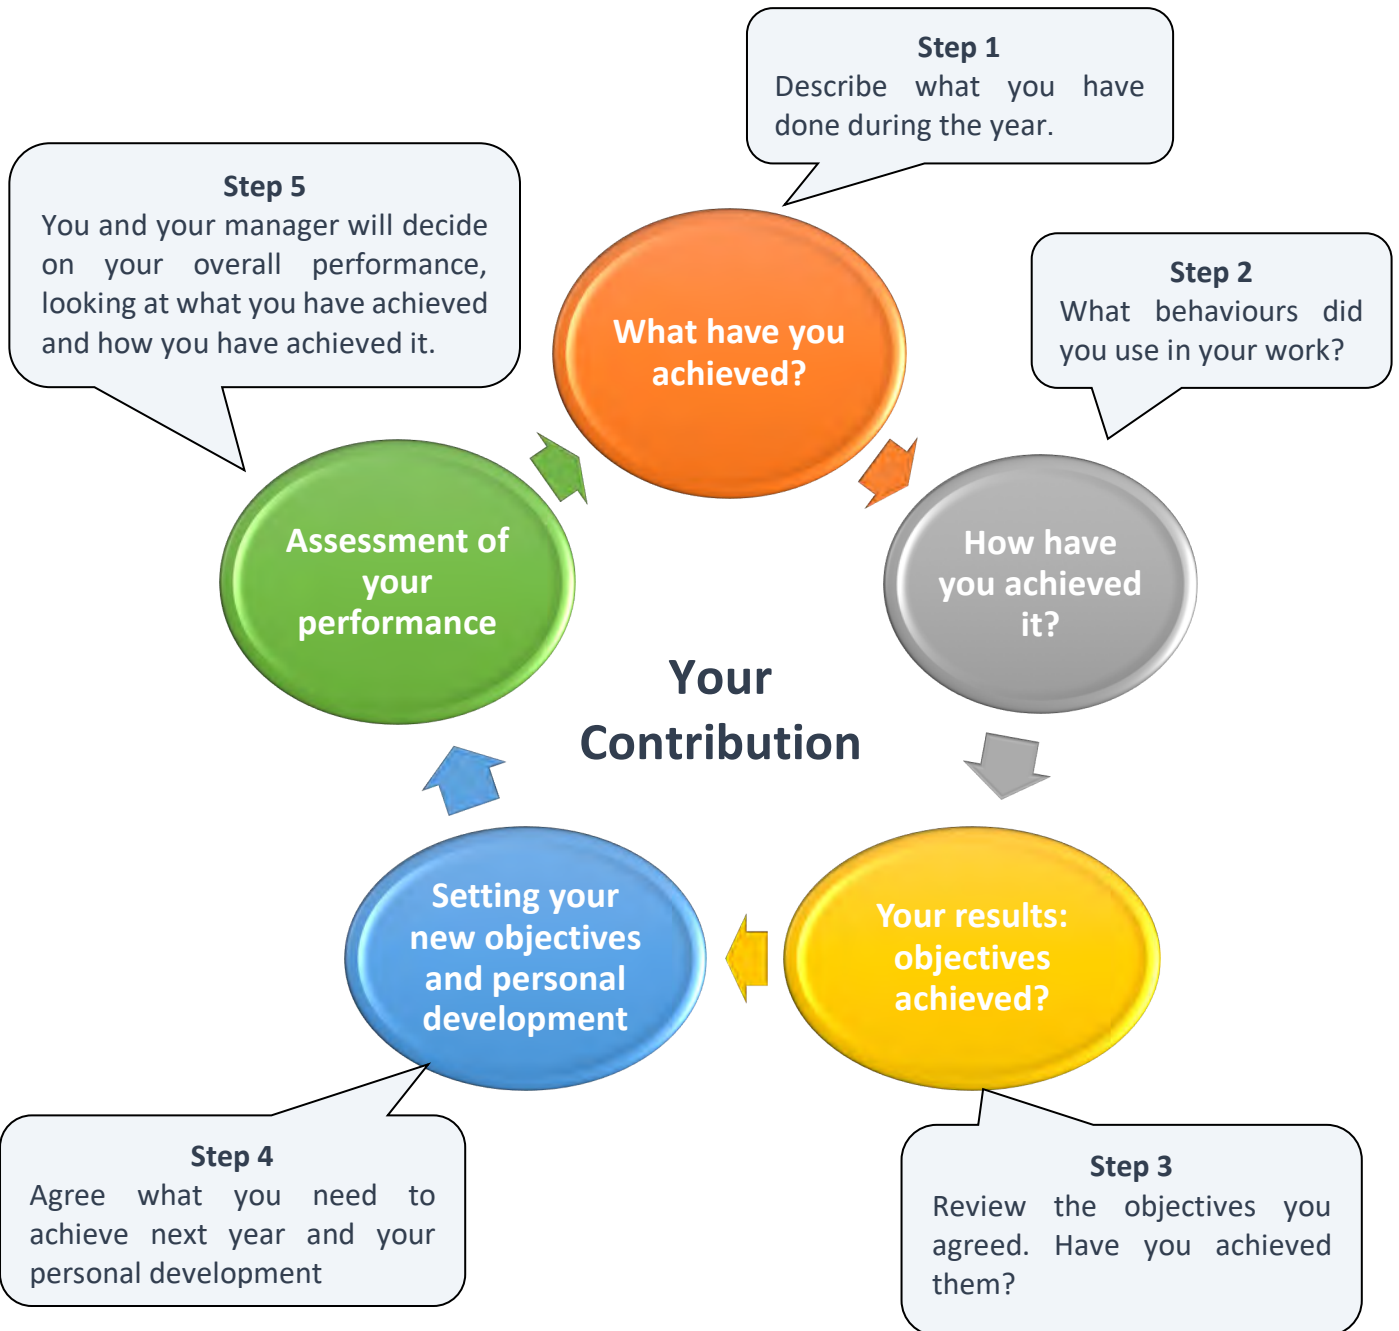 Step 1
Describe what you have
done during the year.
Step 5
You and your manager will decide
on your overall performance,
looking at what you have achieved
and how you have achieved it.
Step 2
What behaviours did
you use in your work?
What have you
achieved?
Assessment of
your
performance
How have
you achieved
it?
Your
Contribution
Setting your
new objectives
and personal
development
Your results:
objectives
achieved?
Step 4
Agree what you need to
achieve next year and your
personal development
Step 3
Review the objectives you
agreed. Have you achieved
them?